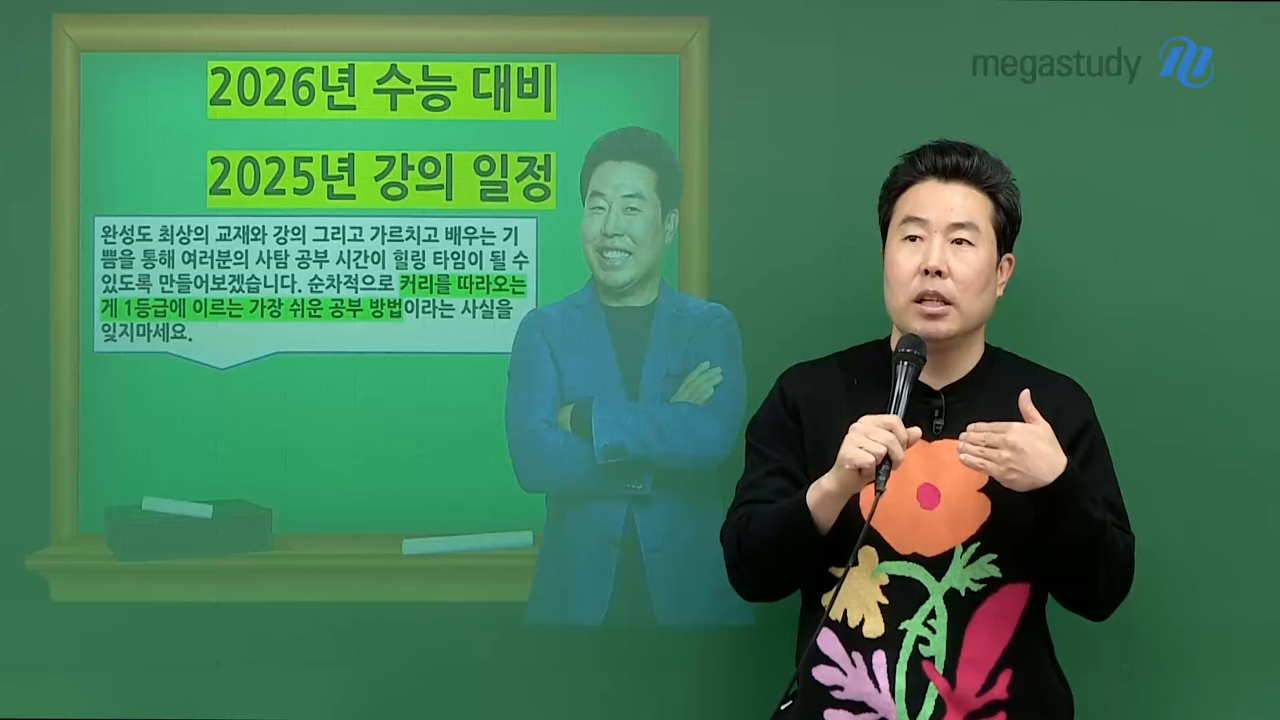 megastudy
2026년 수능 대비
2025년 강의 일정
완성도 최상의 교재와 강의 그리고 가르치고 배우는 기
쁨을 통해 여러분의 사탐 공부 시간이 힐링 타임이 될 수
있도록 만들어보겠습니다. 순차적으로 커리를 따라오는
게 1등급에 이르는 가장 쉬운 공부 방법이라는 사실을
잊지마세요.